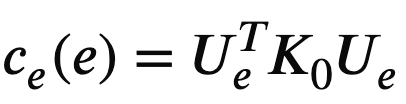 $c_e(e) = U_e^T K_0 U_e$